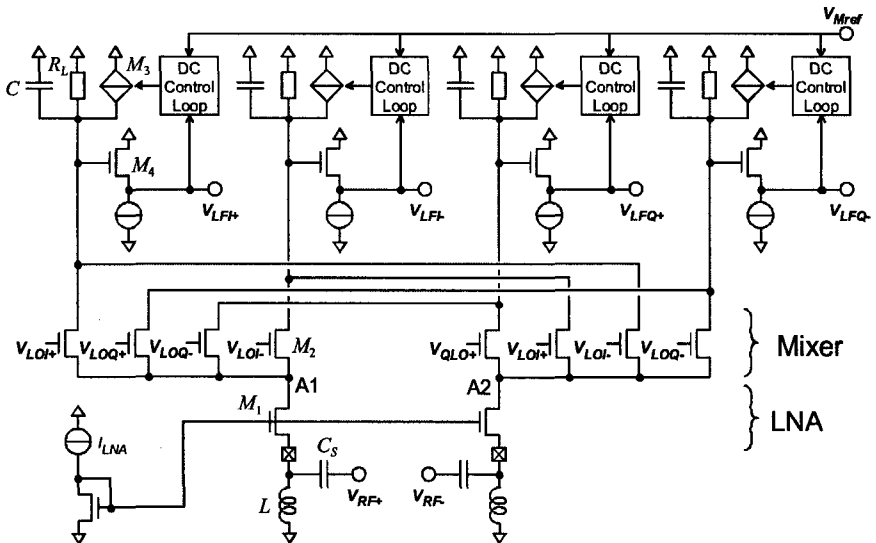 V_Mref
C R_L M_3 DC Control Loop
DC Control Loop
DC Control Loop
DC Control Loop
M_4
V_LFI+ V_LFI- V_LFQ+ V_LFQ-
V_LOI+ V_LOQ+ V_LOQ- V_LOI- M_2 V_QLO+ V_LOI+ V_LOI- V_LOQ- Mixer
A1 A2
M_1 LNA
I_LNA
C_S
L V_RF+ V_RF-